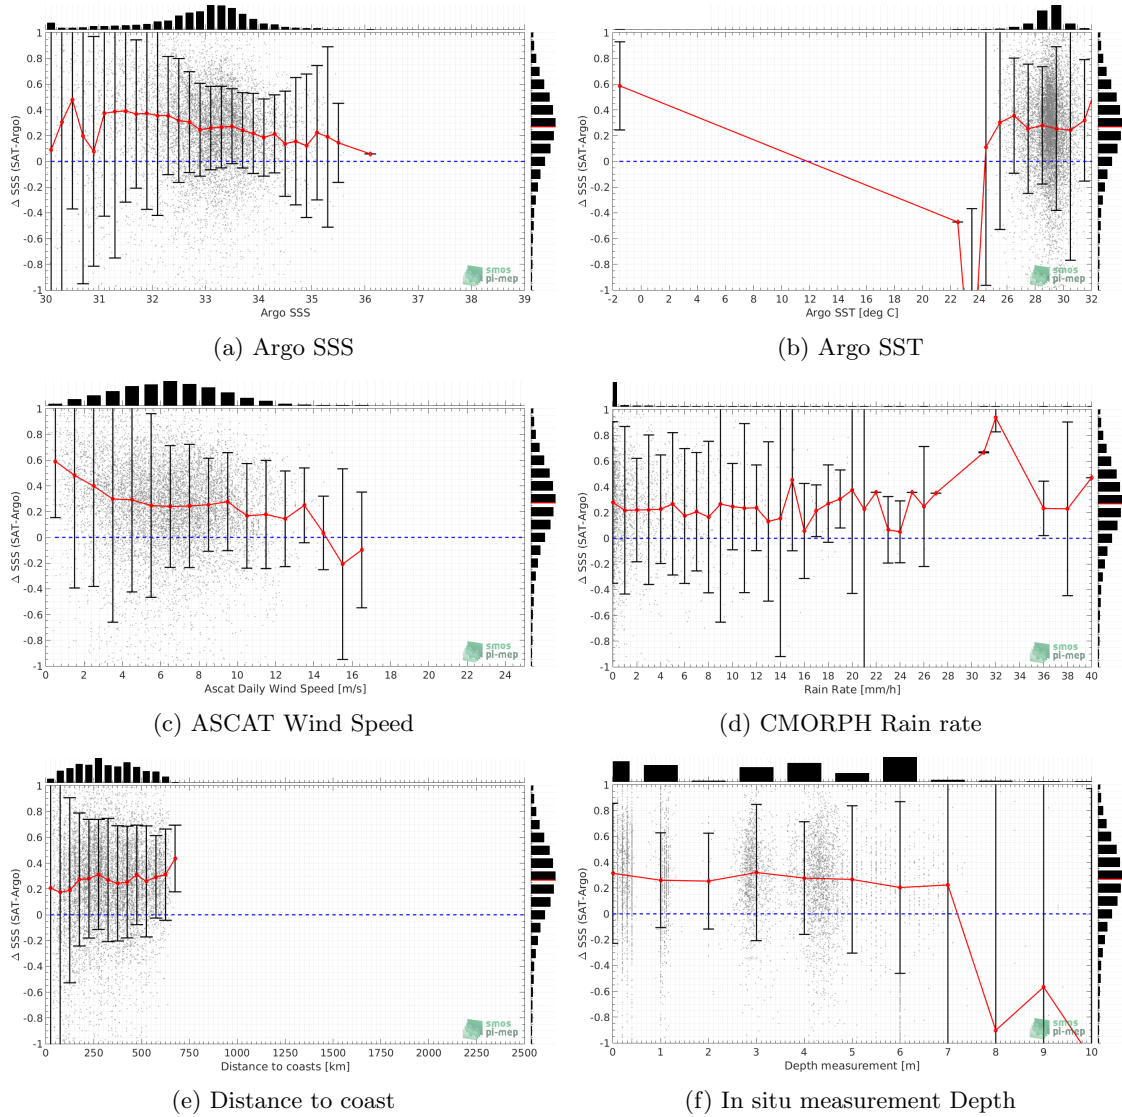 1
0.8
0.6
0.4
0.2
0
-0.2
-0.4
-0.6
-0.8
-1
Δ SSS (SAT-Argo)
30 31 32 33 34 35 36 37 38 39
Argo SSS
smos
pi-mep
(a) Argo SSS
1
0.8
0.6
0.4
0.2
0
-0.2
-0.4
-0.6
-0.8
-1
Δ SSS (SAT-Argo)
-2 0 2 4 6 8 10 12 14 16 18 20 22 24 26 28 30 32
Argo SST [deg C]
smos
pi-mep
(b) Argo SST
1
0.8
0.6
0.4
0.2
0
-0.2
-0.4
-0.6
-0.8
-1
Δ SSS (SAT-Argo)
0 2 4 6 8 10 12 14 16 18 20 22 24
Ascat Daily Wind Speed [m/s]
smos
pi-mep
(c) ASCAT Wind Speed
1
0.8
0.6
0.4
0.2
0
-0.2
-0.4
-0.6
-0.8
-1
Δ SSS (SAT-Argo)
0 2 4 6 8 10 12 14 16 18 20 22 24 26 28 30 32 34 36 38 40
Rain Rate [mm/h]
smos
pi-mep
(d) CMORPH Rain rate
1
0.8
0.6
0.4
0.2
0
-0.2
-0.4
-0.6
-0.8
-1
Δ SSS (SAT-Argo)
0 250 500 750 1000 1250 1500 1750 2000 2250 2500
Distance to coasts [km]
smos
pi-mep
(e) Distance to coast
1
0.8
0.6
0.4
0.2
0
-0.2
-0.4
-0.6
-0.8
-1
Δ SSS (SAT-Argo)
0 1 2 3 4 5 6 7 8 9 10
Depth measurement [m]
smos
pi-mep
(f) In situ measurement Depth